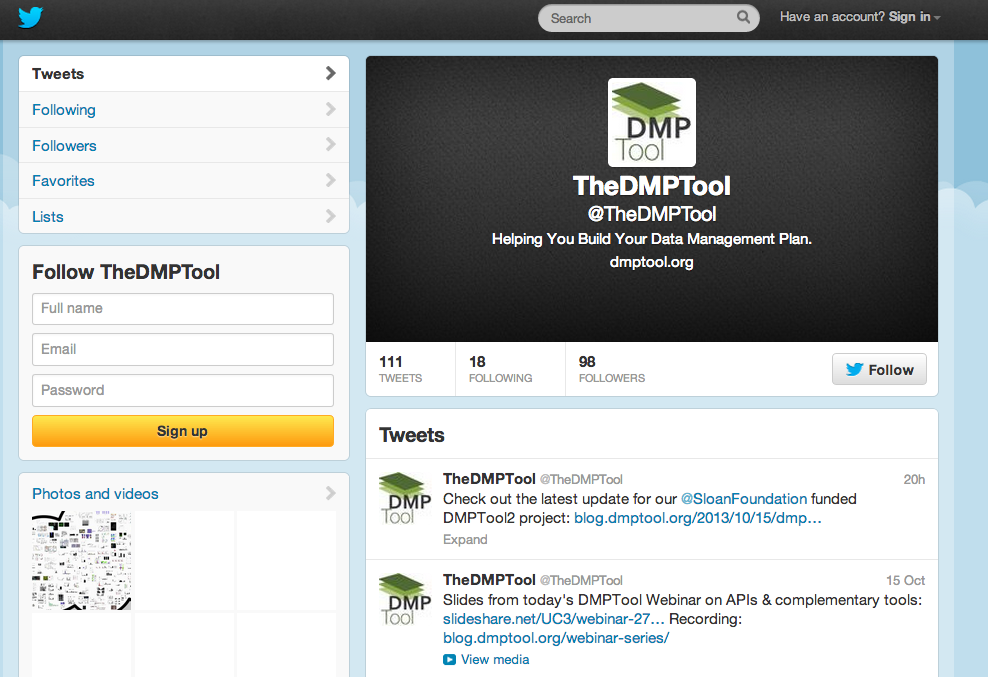 Search
Have an account? Sign in
Tweets
Following
Followers
Favorites
Lists
Follow TheDMPTool
Full name
Email
Password
Sign up
Photos and videos
DMP
Tool
TheDMPTool
@TheDMPTool
Helping You Build Your Data Management Plan.
dmptool.org
111
TWEETS
18
FOLLOWING
98
FOLLOWERS
Follow
Tweets
DMP
Tool
TheDMPTool @TheDMPTool 20h
Check out the latest update for our @SloanFoundation funded
DMPTool2 project: blog.dmptool.org/2013/10/15/dmp…
Expand
DMP
Tool
TheDMPTool @TheDMPTool 15 Oct
Slides from today's DMPTool Webinar on APIs & complementary tools:
slideshare.net/UC3/webinar-27… Recording:
blog.dmptool.org/webinar-series/
View media